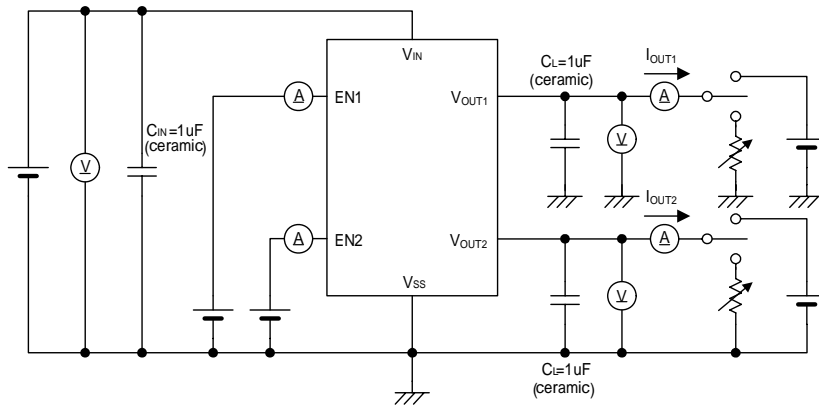 VIN
CL=1uF
(ceramic)
IOUT1
A
EN1
VOUT1
A
CIN=1uF
(ceramic)
V
V
IOUT2
A
EN2
VOUT2
A
VSS
V
CL=1uF
(ceramic)